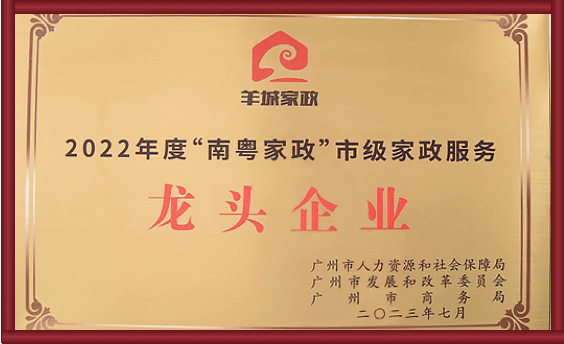 羊城家政
2022年度“南粤家政”市级家政服务
龙头企业
广州市人力资源和社会保障局
广州市发展和改革委员会
广州市商务局
二〇二三年七月